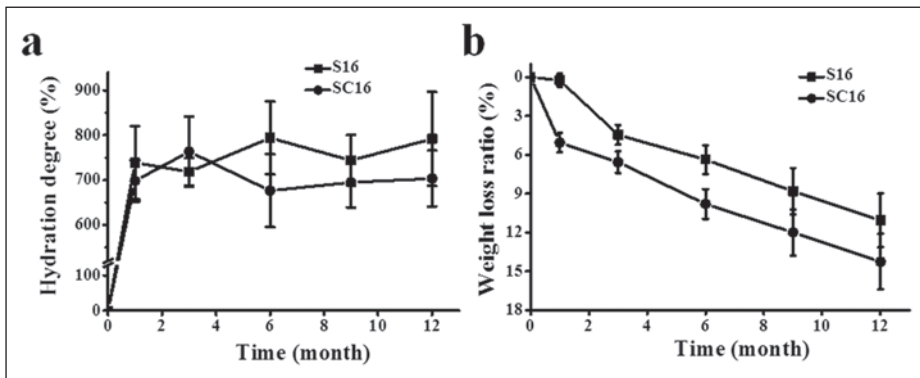 a
S16
SC16
Hydration degree (%)
900
800
700
600
100
0
0 2 4 6 8 10 12
Time (month)
b
S16
SC16
Weight loss ratio (%)
0
3
6
9
12
15
18
0 2 4 6 8 10 12
Time (month)